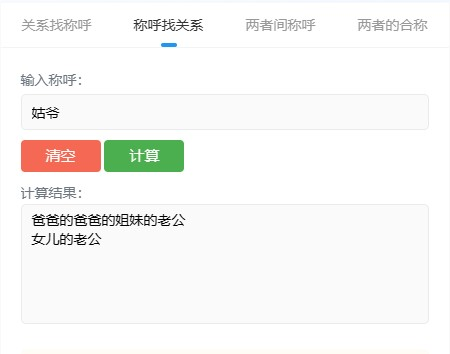 关系找称呼
称呼找关系
两者间称呼
两者的合称
输入称呼：
姑爷
清空
计算
计算结果：
爸爸的爸爸的姐妹的老公
女儿的老公